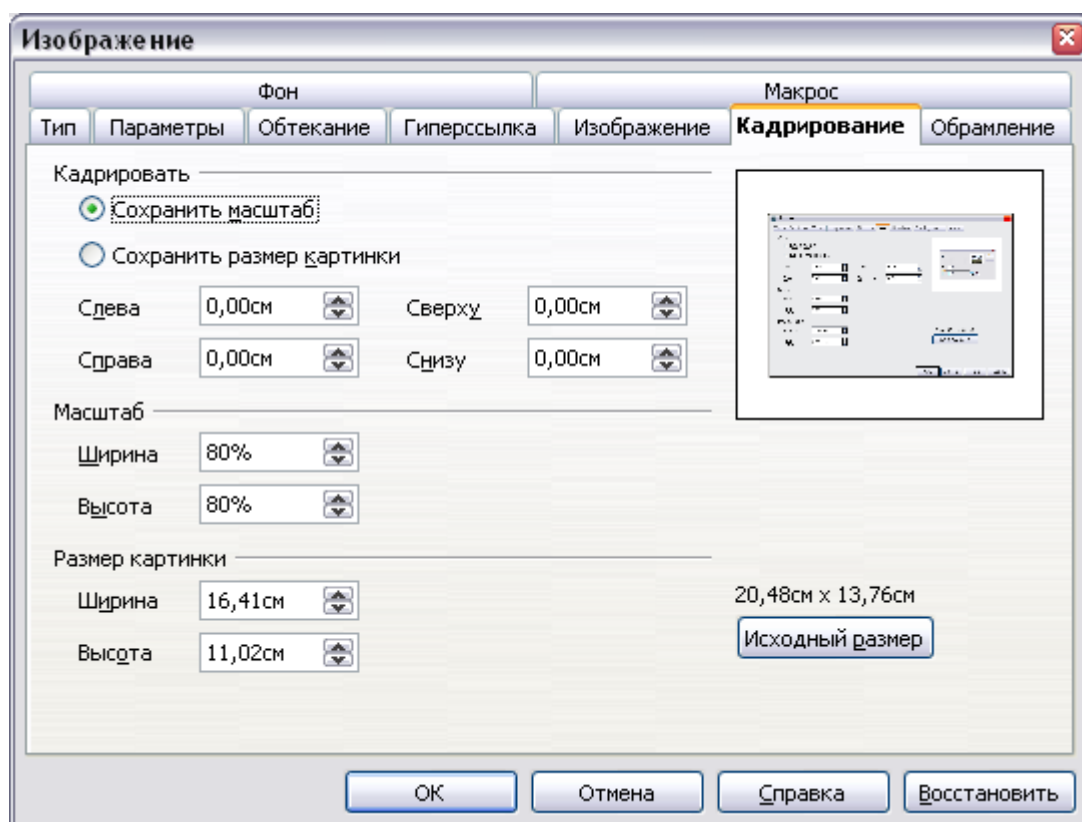 Изображение
Фон Макрос
Тип Параметры Обтекание Гиперссылка Изображение Кадрирование Обрамление
Кадрировать
Сохранить масштаб
Сохранить размер картинки
Слева 0,00см Сверху 0,00см
Справа 0,00см Снизу 0,00см
Масштаб
Ширина 80%
Высота 80%
Размер картинки
Ширина 16,41см 20,48см x 13,76см
Высота 11,02см Исходный размер
ОК Отмена Справка Восстановить